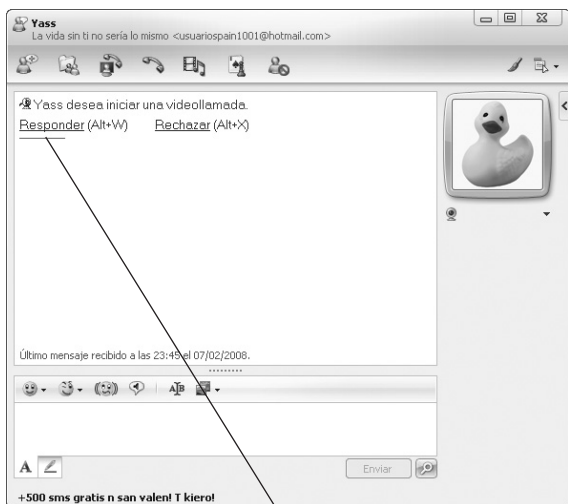 Yass
La vida sin ti no sería lo mismo <usuariospain1001@hotmail.com>
Yass desea iniciar una videollamada.
Responder (Alt+W) Rechazar (Alt+X)
Último mensaje recibido a las 23:45 el 07/02/2008.
A|B
A
Enviar
+500 sms gratis n san valen! T kiero!